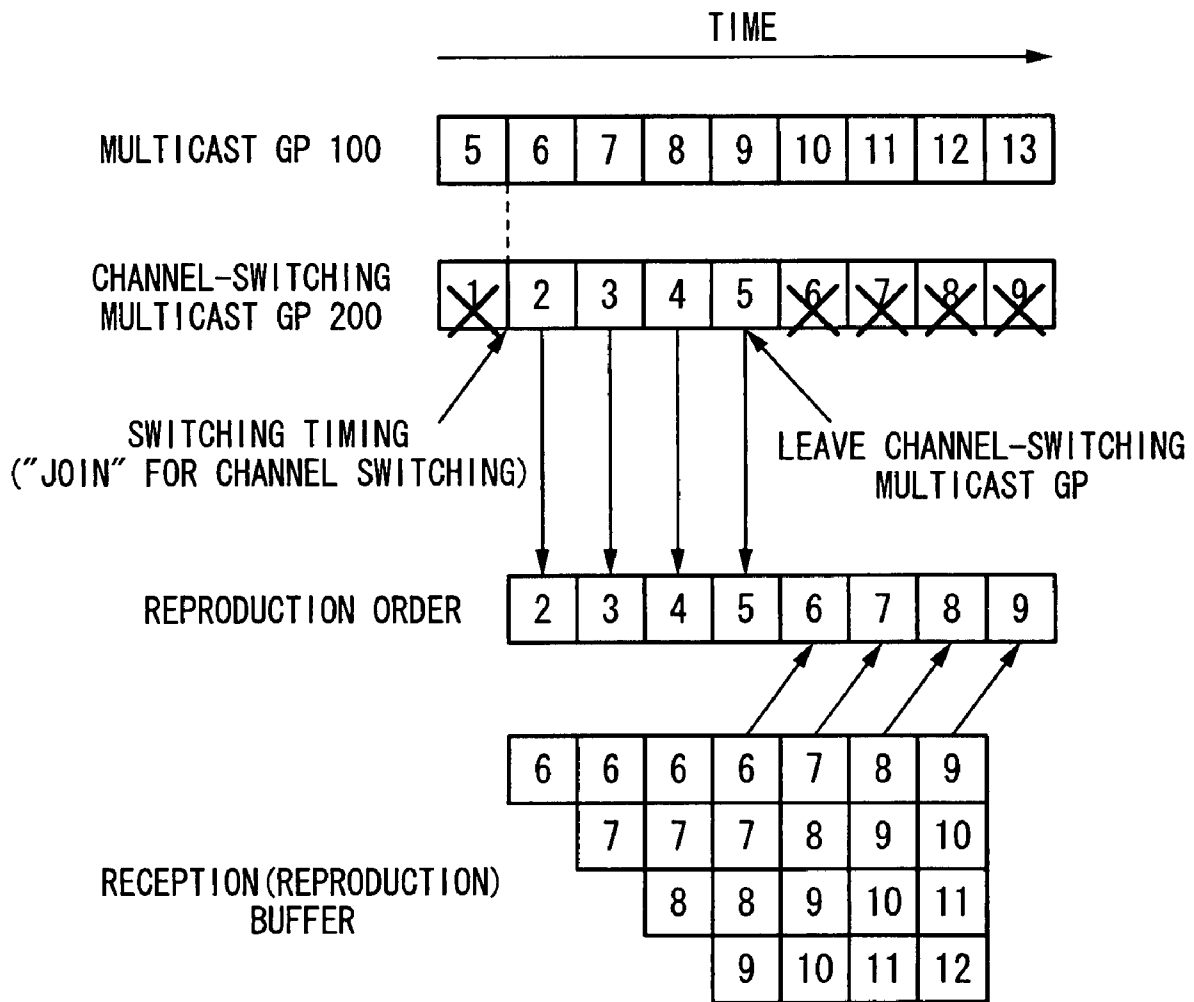 TIME
MULTICAST GP 100 5 6 7 8 9 10 11 12 13
CHANNEL-SWITCHING
MULTICAST GP 200
1 2 3 4 5 6 7 8 9
SWITCHING TIMING
("JOIN" FOR CHANNEL SWITCHING)
LEAVE CHANNEL-SWITCHING
MULTICAST GP
REPRODUCTION ORDER 2 3 4 5 6 7 8 9
6 6 6 6 7 8 9
7 7 7 8 9 10
RECEPTION(REPRODUCTION)
BUFFER
8 8 9 10 11
9 10 11 12